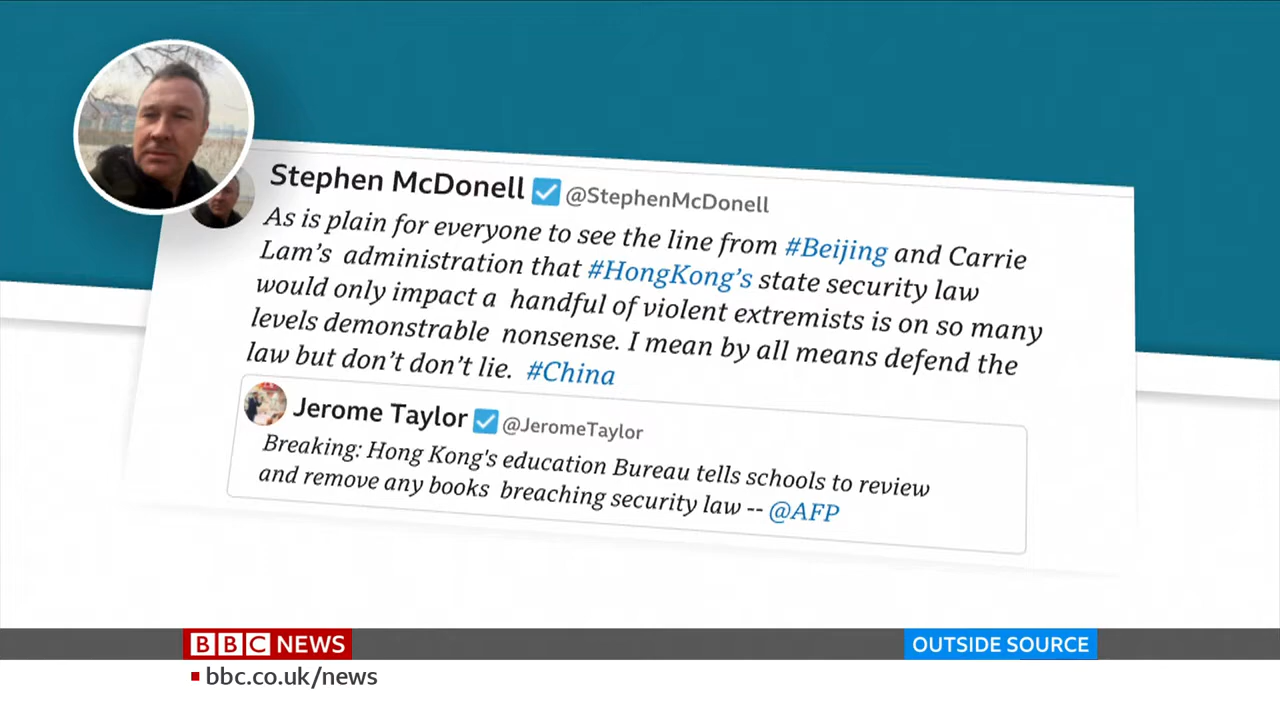 Stephen McDonell @StephenMcDonell
As is plain for everyone to see the line from #Beijing and Carrie
Lam's administration that #HongKong's state security law
would only impact a handful of violent extremists is on so many
levels demonstrable nonsense. I mean by all means defend the
law but don't don't lie. #China
Jerome Taylor @JeromeTaylor
Breaking: Hong Kong's education Bureau tells schools to review
and remove any books breaching security law -- @AFP
BBC NEWS
OUTSIDE SOURCE
bbc.co.uk/news